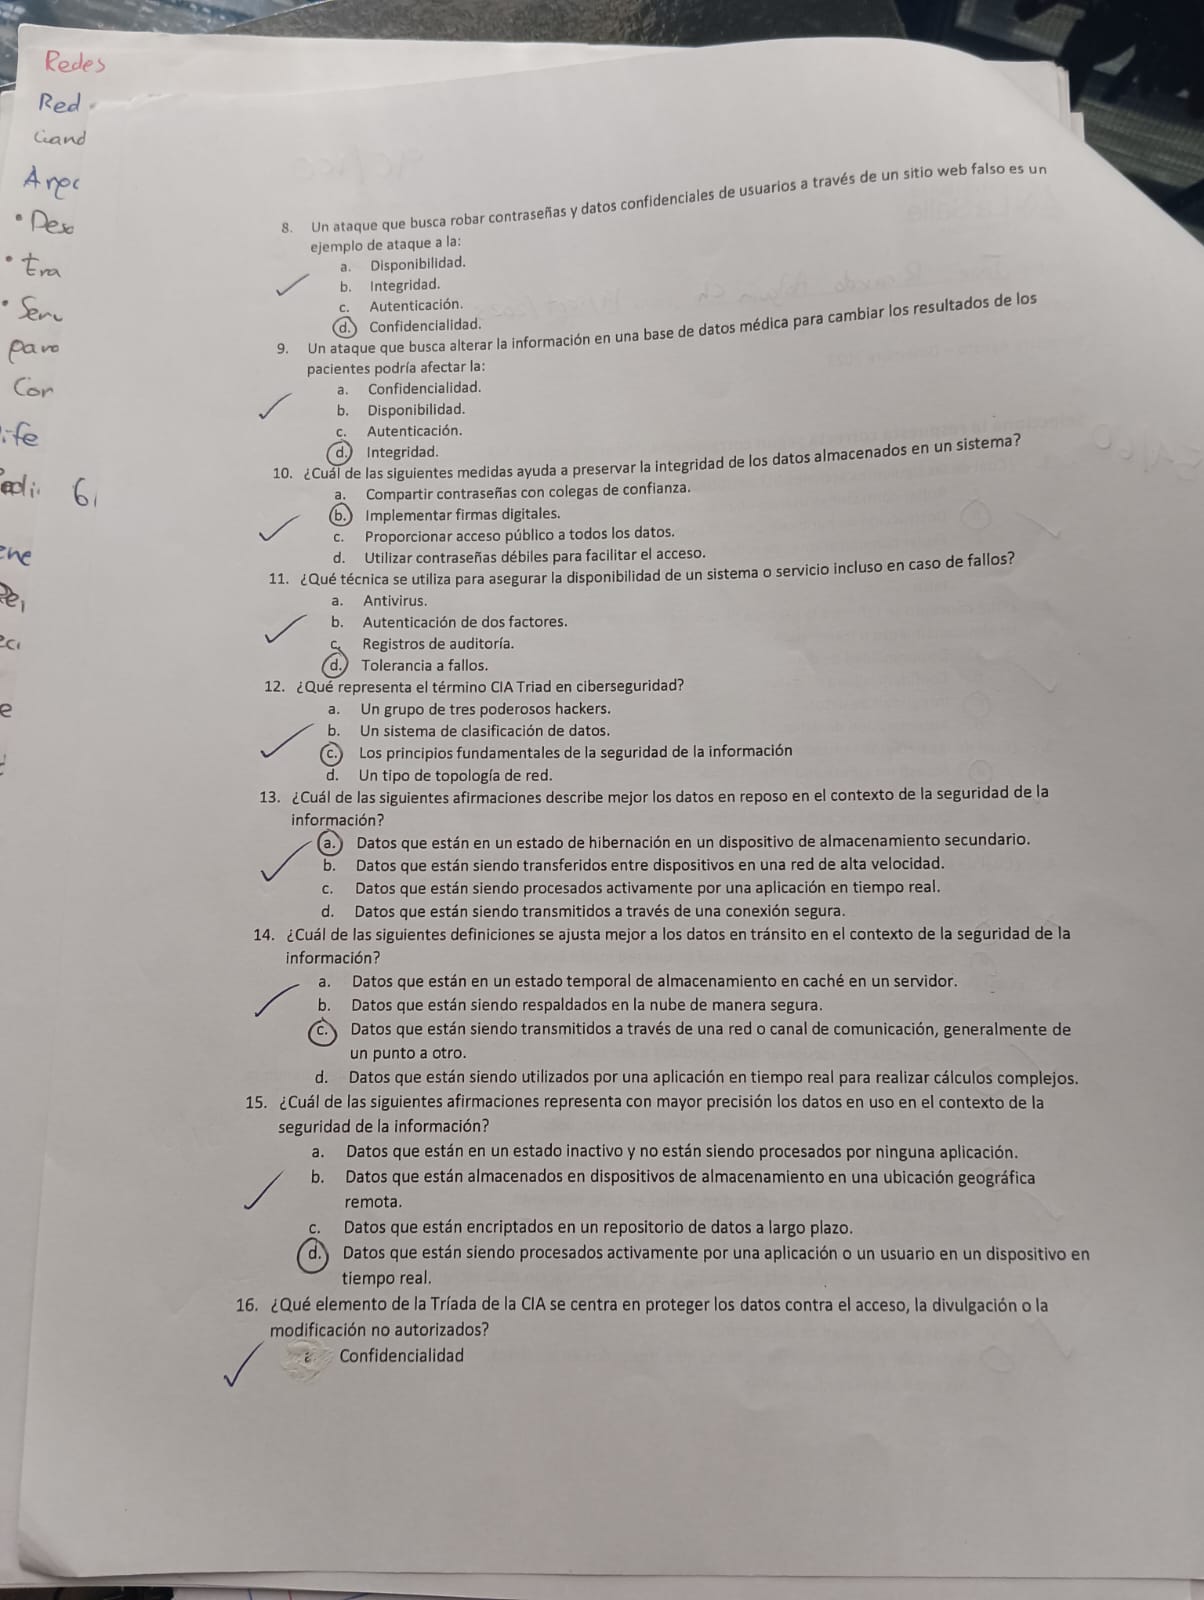 Redes
Red
Gand
Arec
• Desc
• Era
• Serv
paro
Cor
ife
6,
ene
8. Un ataque que busca robar contraseñas y datos confidenciales de usuarios a través de un sitio web falso es un
ejemplo de ataque a la:
a. Disponibilidad.
b. Integridad.
c. Autenticación.
d. Confidencialidad.
9. Un ataque que busca alterar la información en una base de datos médica para cambiar los resultados de los
pacientes podría afectar la:
a. Confidencialidad.
b. Disponibilidad.
c. Autenticación.
d. Integridad.
10. ¿Cuál de las siguientes medidas ayuda a preservar la integridad de los datos almacenados en un sistema?
a. Compartir contraseñas con colegas de confianza.
b. Implementar firmas digitales.
c. Proporcionar acceso público a todos los datos.
d. Utilizar contraseñas débiles para facilitar el acceso.
11. ¿Qué técnica se utiliza para asegurar la disponibilidad de un sistema o servicio incluso en caso de fallos?
a. Antivirus.
b. Autenticación de dos factores.
c. Registros de auditoría.
d. Tolerancia a fallos.
12. ¿Qué representa el término CIA Triad en ciberseguridad?
a. Un grupo de tres poderosos hackers.
b. Un sistema de clasificación de datos.
c. Los principios fundamentales de la seguridad de la información
d. Un tipo de topología de red.
13. ¿Cuál de las siguientes afirmaciones describe mejor los datos en reposo en el contexto de la seguridad de la
información?
a. Datos que están en un estado de hibernación en un dispositivo de almacenamiento secundario.
b. Datos que están siendo transferidos entre dispositivos en una red de alta velocidad.
c. Datos que están siendo procesados activamente por una aplicación en tiempo real.
d. Datos que están siendo transmitidos a través de una conexión segura.
14. ¿Cuál de las siguientes definiciones se ajusta mejor a los datos en tránsito en el contexto de la seguridad de la
información?
a. Datos que están en un estado temporal de almacenamiento en caché en un servidor.
b. Datos que están siendo respaldados en la nube de manera segura.
c. Datos que están siendo transmitidos a través de una red o canal de comunicación, generalmente de
un punto a otro.
d. Datos que están siendo utilizados por una aplicación en tiempo real para realizar cálculos complejos.
15. ¿Cuál de las siguientes afirmaciones representa con mayor precisión los datos en uso en el contexto de la
seguridad de la información?
a. Datos que están en un estado inactivo y no están siendo procesados por ninguna aplicación.
b. Datos que están almacenados en dispositivos de almacenamiento en una ubicación geográfica
remota.
c. Datos que están encriptados en un repositorio de datos a largo plazo.
d. Datos que están siendo procesados activamente por una aplicación o un usuario en un dispositivo en
tiempo real.
16. ¿Qué elemento de la Tríada de la CIA se centra en proteger los datos contra el acceso, la divulgación o la
modificación no autorizados?
Confidencialidad